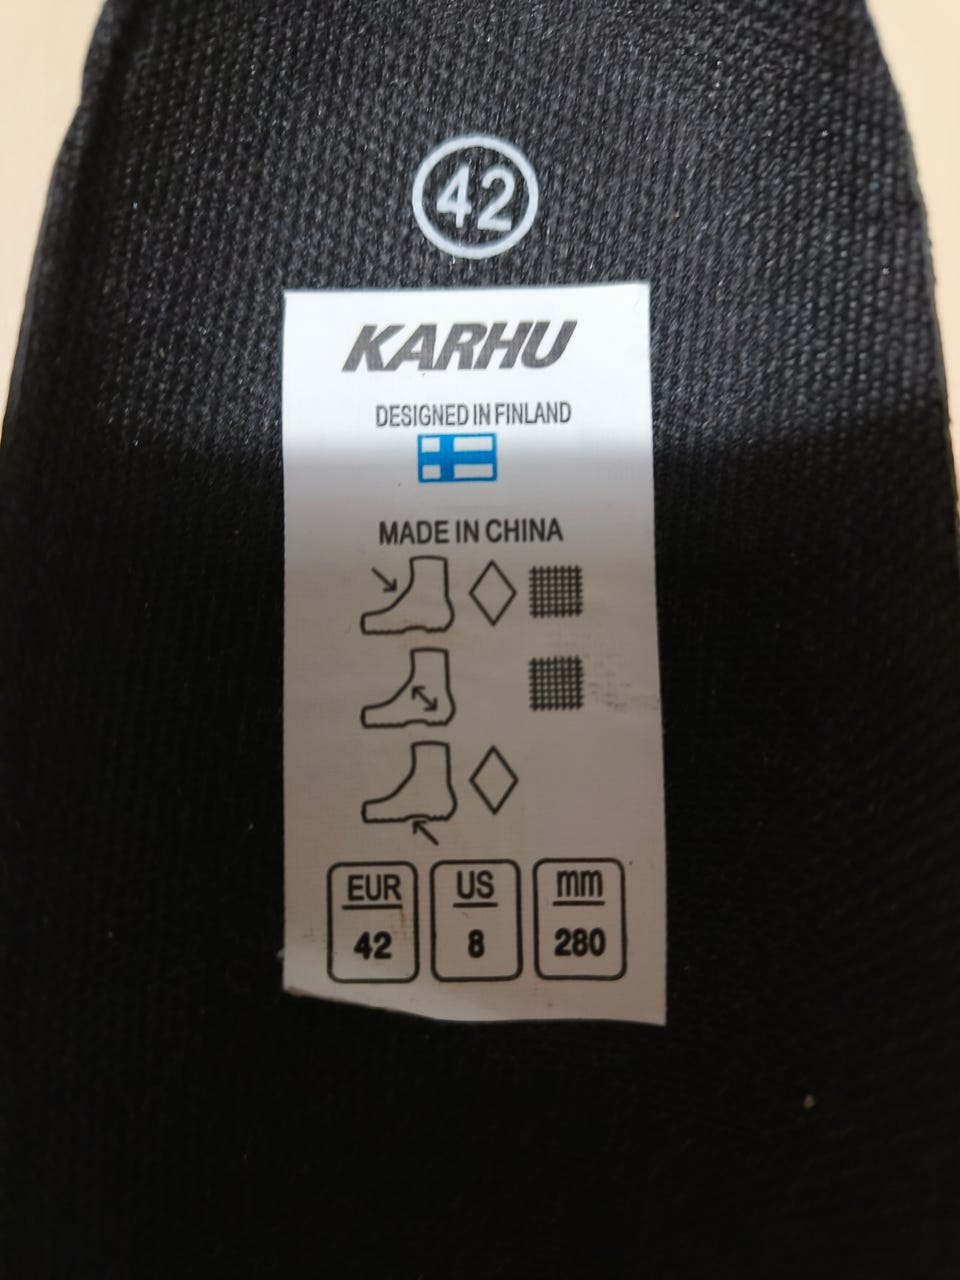 42
KARHU
DESIGNED IN FINLAND
MADE IN CHINA
EUR US mm
42 8 280